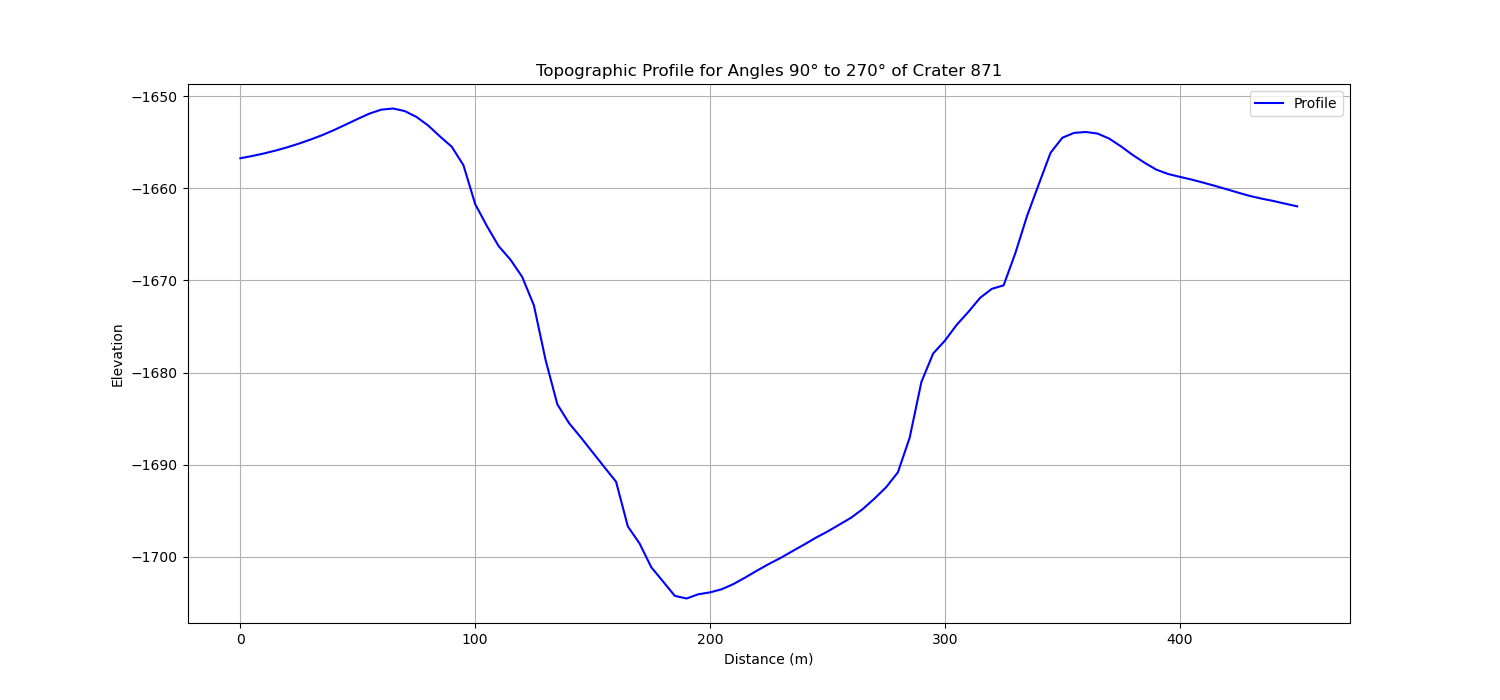 Topographic Profile for Angles 90° to 270° of Crater 871
Profile
−1650
−1660
−1670
−1680
−1690
−1700
Elevation
0 100 200 300 400
Distance (m)